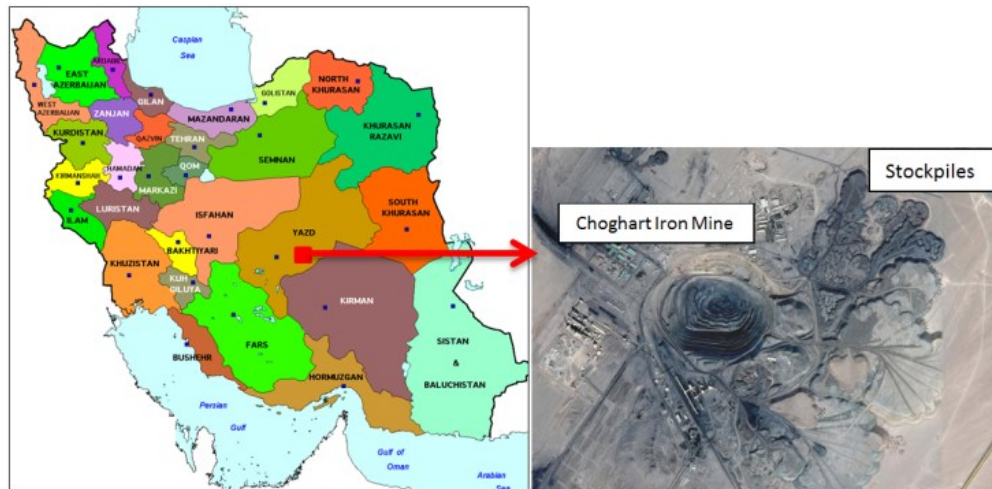 Caspian
Sea
ARDABIL
EAST
AZERBAIJAN
WEST
AZERBAIJAN
GILAN
ZANJAN
KURDISTAN
QAZVIN
MAZANDARAN
GOLISTAN
NORTH
KHURASAN
KHURASAN
RAZAVI
TEHRAN
SEMNAN
HAMADAN
QOM
KIRMANSHAH
MARKAZI
ILAM
LURISTAN
ISFAHAN
YAZD
SOUTH
KHURASAN
BAKHTIYARI
KHUZISTAN
KUH
GILUYA
KIRMAN
FARS
BUSHEHR
SISTAN
&
BALUCHISTAN
HORMUZGAN
Persian
Gulf
Gulf of
Oman
Arabian
Sea
Stockpiles
Choghart Iron Mine